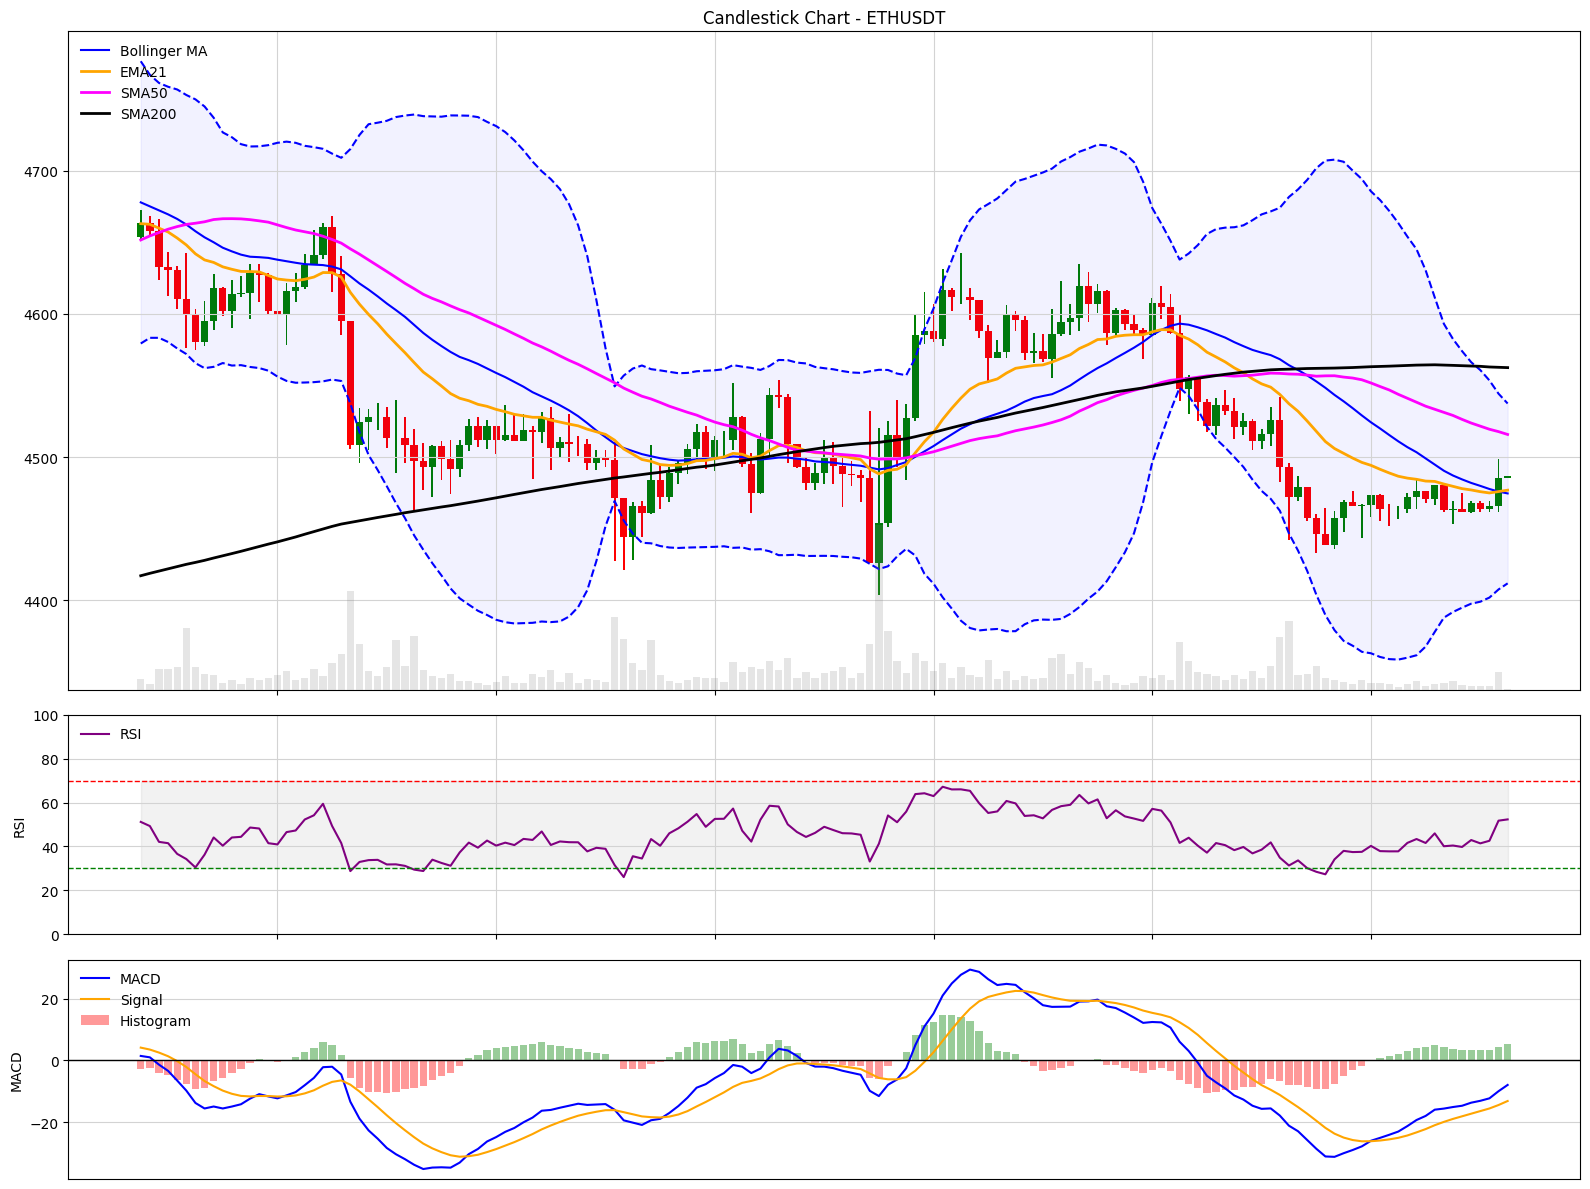 Candlestick Chart - ETHUSDT
Bollinger MA
EMA21
SMA50
SMA200
4700
4600
4500
4400
100
RSI
80
60
RSI
40
20
0
MACD
20
Signal
Histogram
0
MACD
−20